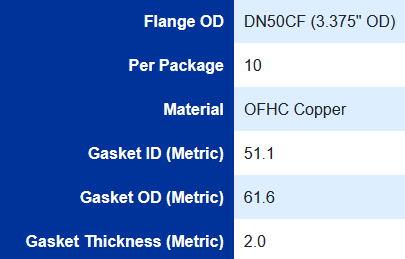 Flange OD DN50CF (3.375" OD)
Per Package 10
Material OFHC Copper
Gasket ID (Metric) 51.1
Gasket OD (Metric) 61.6
Gasket Thickness (Metric) 2.0